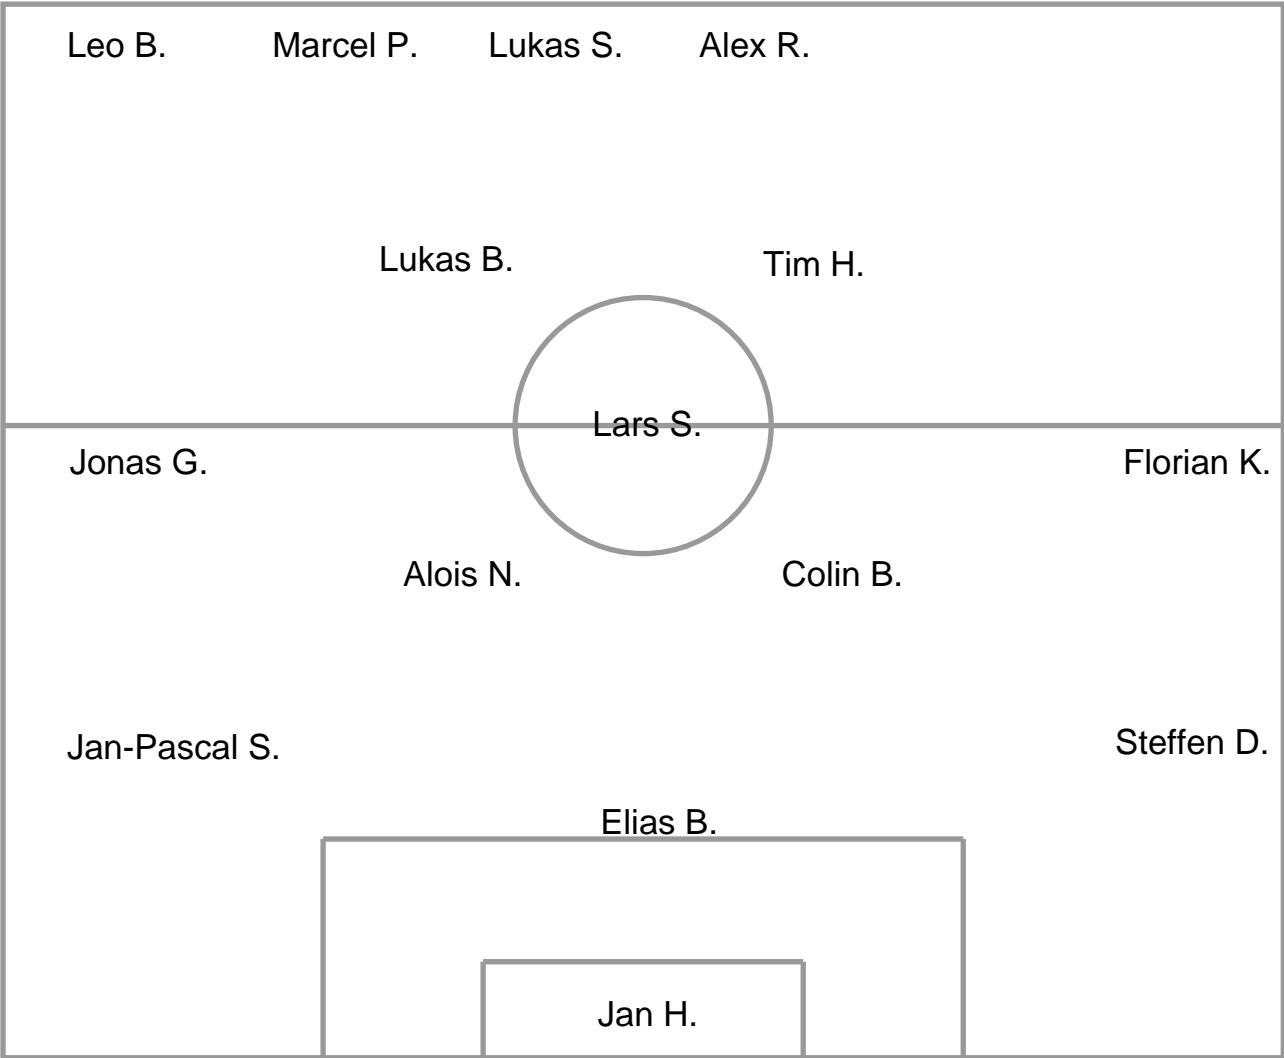 Leo B. Marcel P. Lukas S. Alex R.
Lukas B. Tim H.
Lars S.
Jonas G. Florian K.
Alois N. Colin B.
Jan-Pascal S. Steffen D.
Elias B.
Jan H.